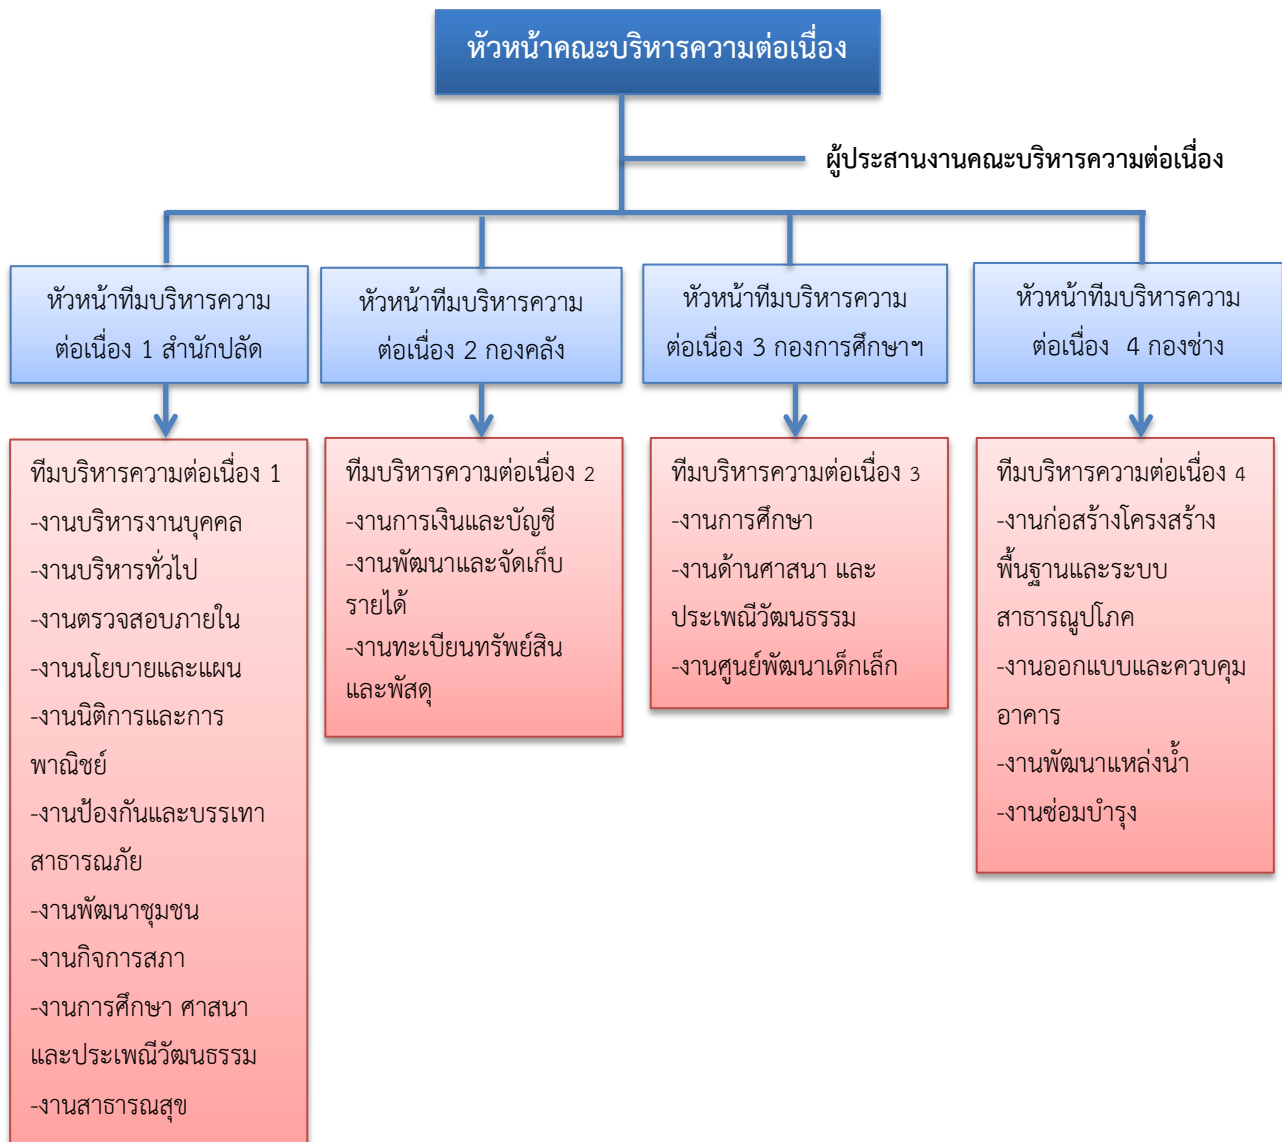 หัวหน้าคณะบริหารความต่อเนื่อง
ผู้ประสานงานคณะบริหารความต่อเนื่อง
หัวหน้าทีมบริหารความ
ต่อเนื่อง 1 สำนักปลัด
หัวหน้าทีมบริหารความ
ต่อเนื่อง 2 กองคลัง
หัวหน้าทีมบริหารความ
ต่อเนื่อง 3 กองการศึกษาฯ
หัวหน้าทีมบริหารความ
ต่อเนื่อง 4 กองช่าง
ทีมบริหารความต่อเนื่อง 1
-งานบริหารงานบุคคล
-งานบริหารทั่วไป
-งานตรวจสอบภายใน
-งานนโยบายและแผน
-งานนิติการและการ
พาณิชย์
-งานป้องกันและบรรเทา
สาธารณภัย
-งานพัฒนาชุมชน
-งานกิจการสภา
-งานการศึกษา ศาสนา
และประเพณีวัฒนธรรม
-งานสาธารณสุข
ทีมบริหารความต่อเนื่อง 2
-งานการเงินและบัญชี
-งานพัฒนาและจัดเก็บ
รายได้
-งานทะเบียนทรัพย์สิน
และพัสดุ
ทีมบริหารความต่อเนื่อง 3
-งานการศึกษา
-งานด้านศาสนา และ
ประเพณีวัฒนธรรม
-งานศูนย์พัฒนาเด็กเล็ก
ทีมบริหารความต่อเนื่อง 4
-งานก่อสร้างโครงสร้าง
พื้นฐานและระบบ
สาธารณูปโภค
-งานออกแบบและควบคุม
อาคาร
-งานพัฒนาแหล่งน้ำ
-งานซ่อมบำรุง